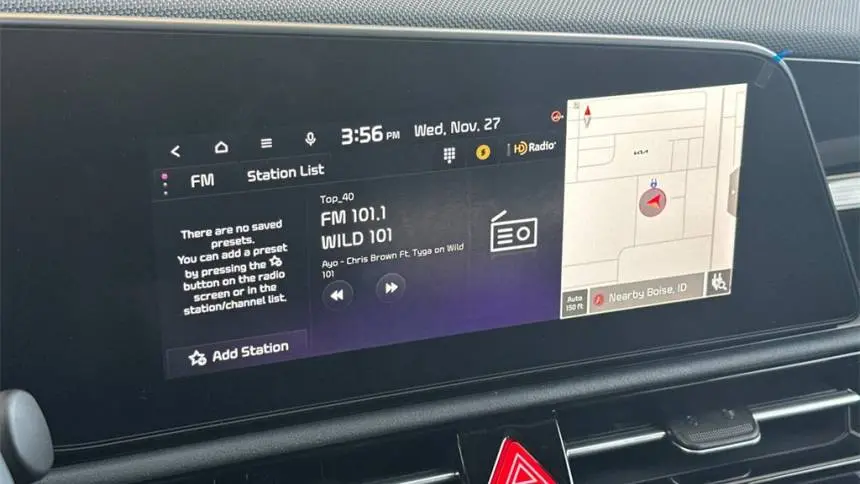 3:56 PM Wed, Nov. 27
FM Station List
HD Radio
There are no saved
presets.
You can add a preset
by pressing the
button on the radio
screen or in the
station/channel list.
Add Station
Top_40
FM 101.1
WILD 101
Ayo - Chris Brown Ft. Tyga on Wild
101
KIA
Auto
150 ft
Nearby Boise, ID